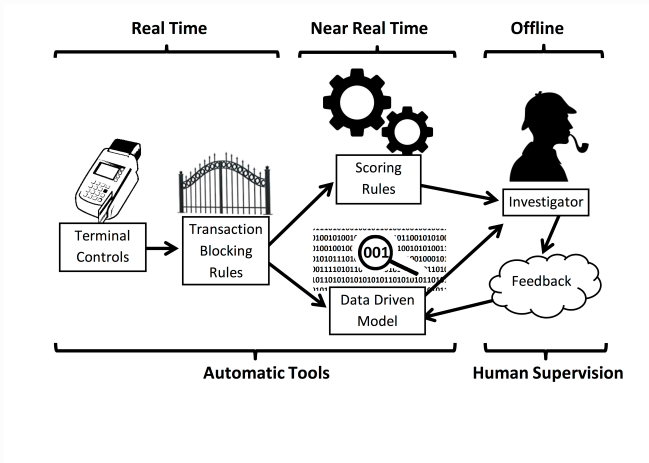 Real Time
Near Real Time
Offline
Scoring
Rules
Terminal
Controls
Transaction
Blocking
Rules
Investigator
001
Data Driven
Model
Feedback
Automatic Tools
Human Supervision